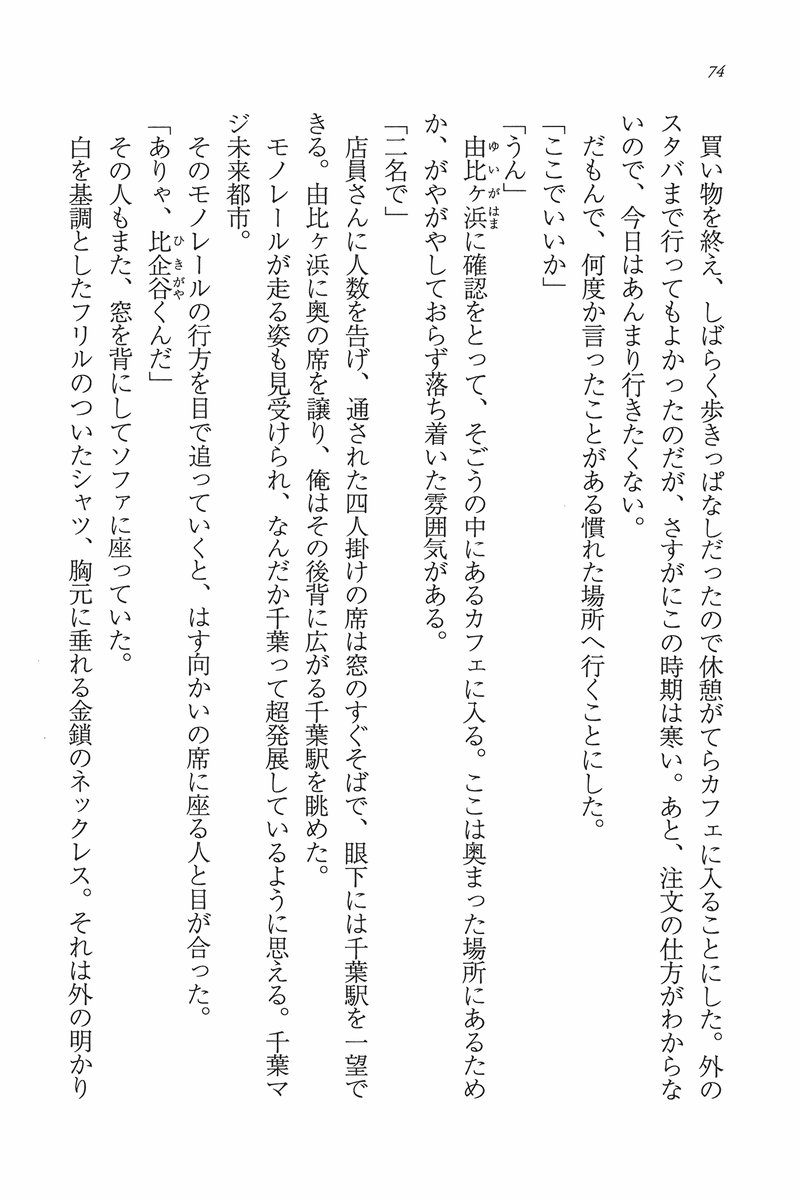 74
買い物を終え、しばらく歩きっぱなしだったので休憩がてらカフェに入ることにした。外の
スタバまで行ってもよかったのだが、さすがにこの時期は寒い。あと、注文の仕方がわからな
いので、今日はあんまり行きたくない。
だもんで、何度か言ったことがある慣れた場所へ行くことにした。
「ここでいいか」
「うん」
由比ヶ浜に確認をとって、そごうの中にあるカフェに入る。ここは奥まった場所にあるため
か、がやがやしておらず落ち着いた雰囲気がある。
「二名で」
店員さんに人数を告げ、通された四人掛けの席は窓のすぐそばで、眼下には千葉駅を一望で
きる。由比ヶ浜に奥の席を譲り、俺はその後背に広がる千葉駅を眺めた。
モノレールが走る姿も見受けられ、なんだか千葉って超発展しているように思える。千葉マ
ジ未来都市。
そのモノレールの行方を目で追っていくと、はす向かいの席に座る人と目が合った。
「ありゃ、比企谷くんだ」
その人もまた、窓を背にしてソファに座っていた。
白を基調としたフリルのついたシャツ、胸元に垂れる金鎖のネックレス。それは外の明かり